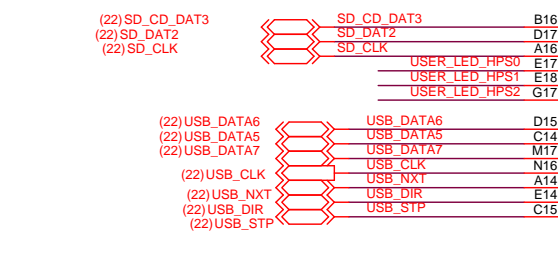 (22) SD_CD_DAT3 SD_CD_DAT3 B16
(22) SD_DAT2 SD_DAT2 D17
(22) SD_CLK SD_CLK A16
USER_LED_HPS0 E17
USER_LED_HPS1 E18
USER_LED_HPS2 G17
(22) USB_DATA6 USB_DATA6 D15
(22) USB_DATA5 USB_DATA5 C14
(22) USB_DATA7 USB_DATA7 M17
(22) USB_CLK USB_CLK N16
(22) USB_NXT USB_NXT A14
(22) USB_DIR USB_DIR E14
(22) USB_STP USB_STP C15